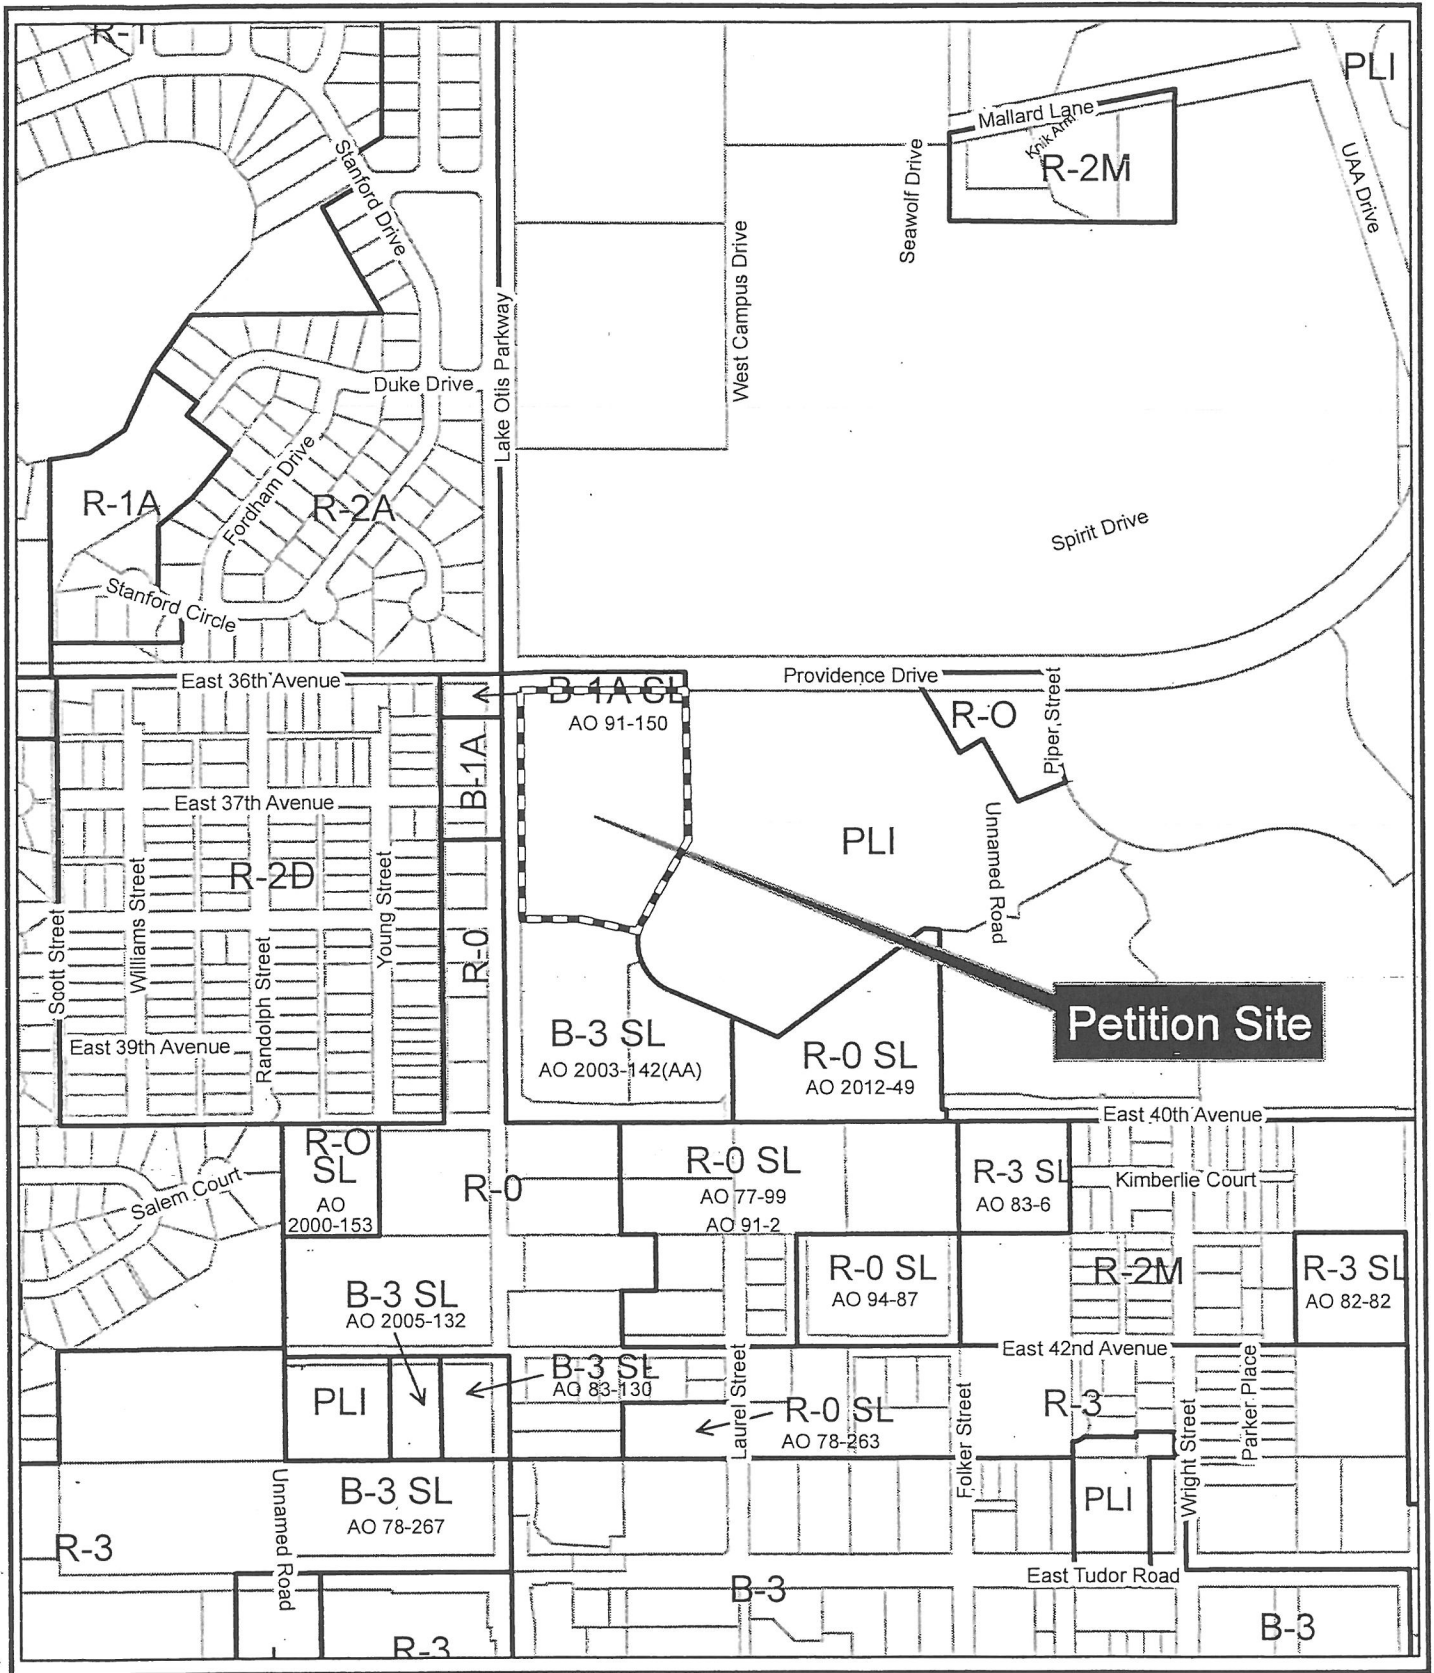 R-1
PLI
Mallard Lane
Knik Arm
R-2M
Stanford Drive
Seawolf Drive
UAA Drive
West Campus Drive
Lake Otis Parkway
Duke Drive
Fordham Drive
R-1A
R-2A
Spirit Drive
Stanford Circle
East 36th Avenue
Providence Drive
B-1A SL
AO 91-150
R-O
Piper Street
B-1A
East 37th Avenue
PLI
Unnamed Road
R-2D
Scott Street
Williams Street
Randolph Street
Young Street
R-0
Petition Site
B-3 SL
AO 2003-142(AA)
East 39th Avenue
R-0 SL
AO 2012-49
East 40th Avenue
R-O
SL
AO
2000-153
Salem Court
R-0
R-0 SL
AO 77-99
AO 91-2
R-3 SL
AO 83-6
Kimberlie Court
B-3 SL
AO 2005-132
R-0 SL
AO 94-87
R-2M
R-3 SL
AO 82-82
East 42nd Avenue
PLI
B-3 SL
AO 83-130
Laurel Street
R-0 SL
AO 78-263
Folker Street
R-3
Wright Street
Parker Place
B-3 SL
AO 78-267
Unnamed Road
PLI
R-3
East Tudor Road
B-3
R-3
B-3